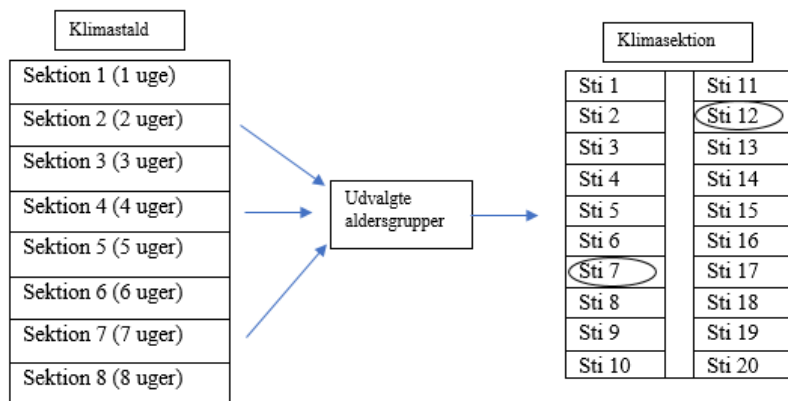 Klimastald
Sektion 1 (1 uge)
Sektion 2 (2 uger)
Sektion 3 (3 uger)
Sektion 4 (4 uger)
Sektion 5 (5 uger)
Sektion 6 (6 uger)
Sektion 7 (7 uger)
Sektion 8 (8 uger)
Udvalgte
aldersgrupper
Klimasektion
Sti 1
Sti 2
Sti 3
Sti 4
Sti 5
Sti 6
Sti 7
Sti 8
Sti 9
Sti 10
Sti 11
Sti 12
Sti 13
Sti 14
Sti 15
Sti 16
Sti 17
Sti 18
Sti 19
Sti 20